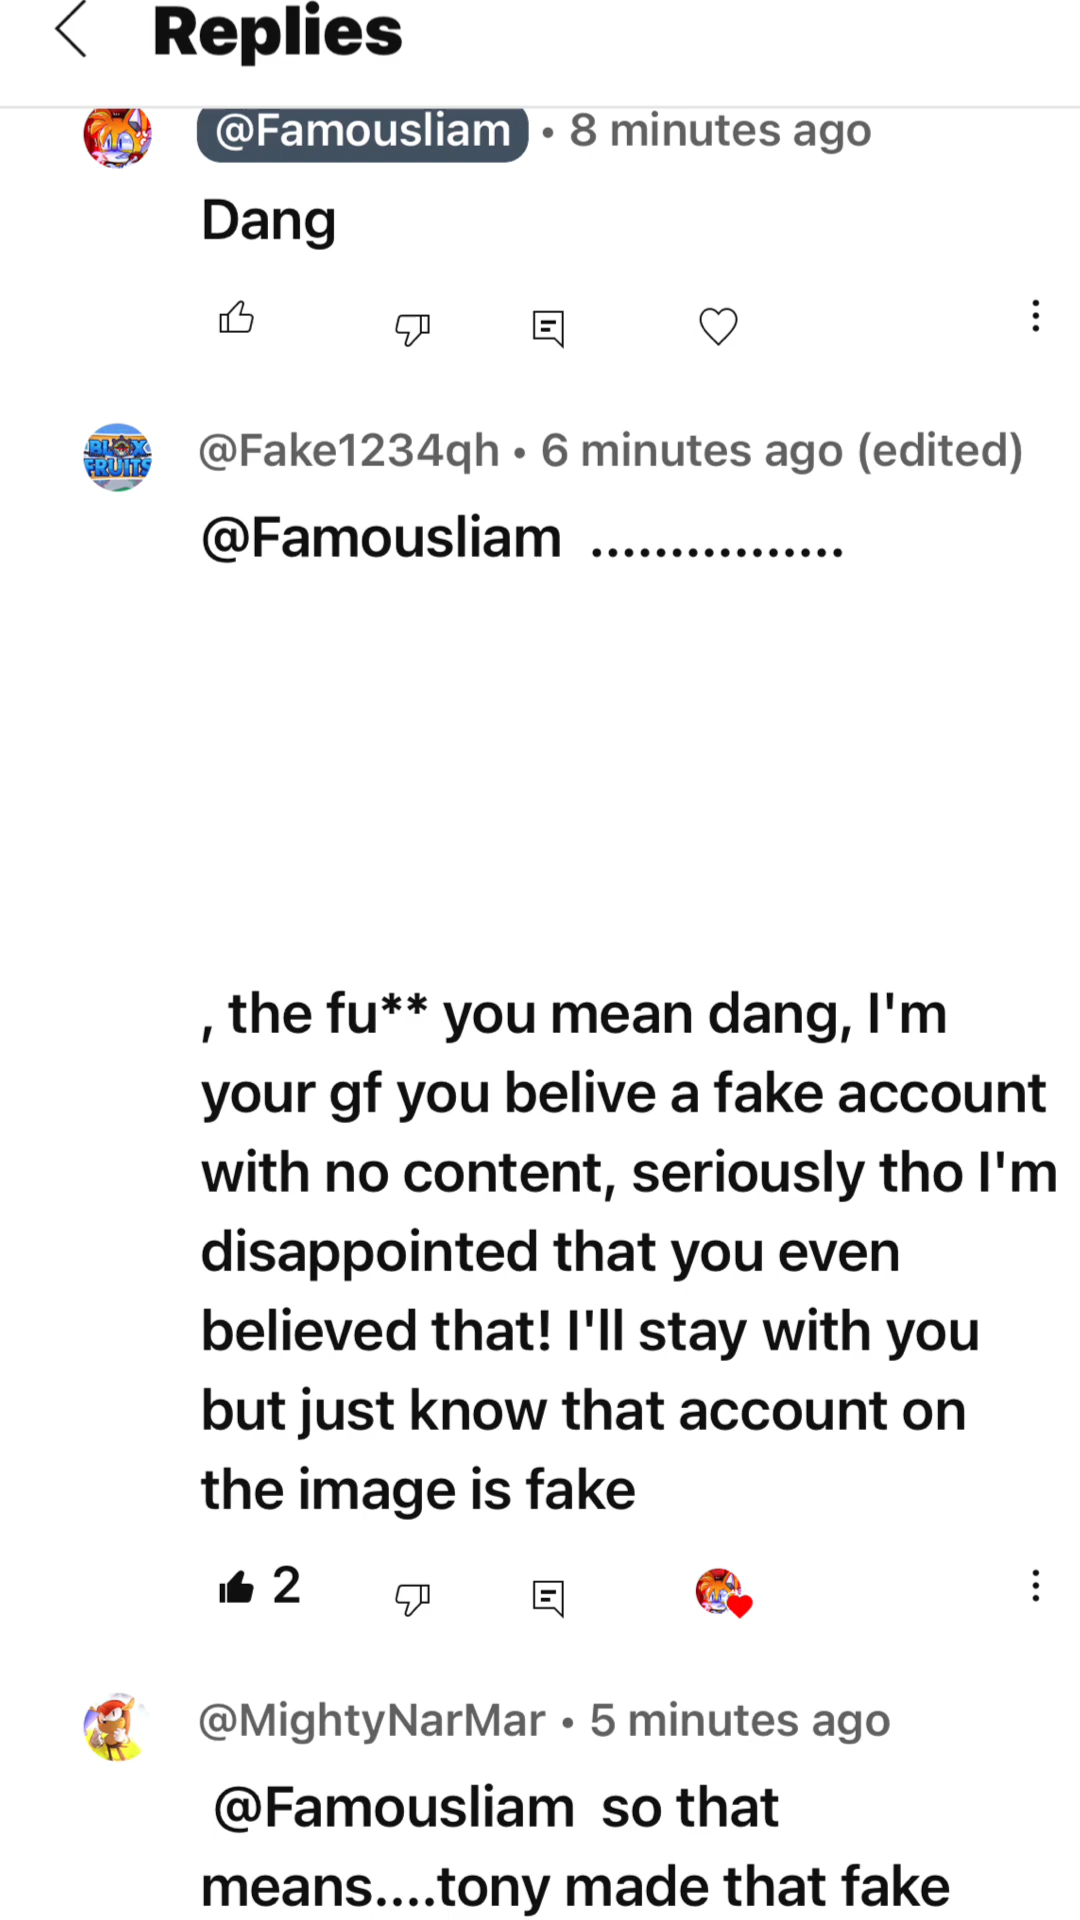 Replies
@Famousliam • 8 minutes ago
Dang
BLOX
FRUITS
@Fake1234qh • 6 minutes ago (edited)
@Famousliam ................
, the fu** you mean dang, I'm
your gf you belive a fake account
with no content, seriously tho I'm
disappointed that you even
believed that! I'll stay with you
but just know that account on
the image is fake
2
@MightyNarMar • 5 minutes ago
@Famousliam so that
means....tony made that fake